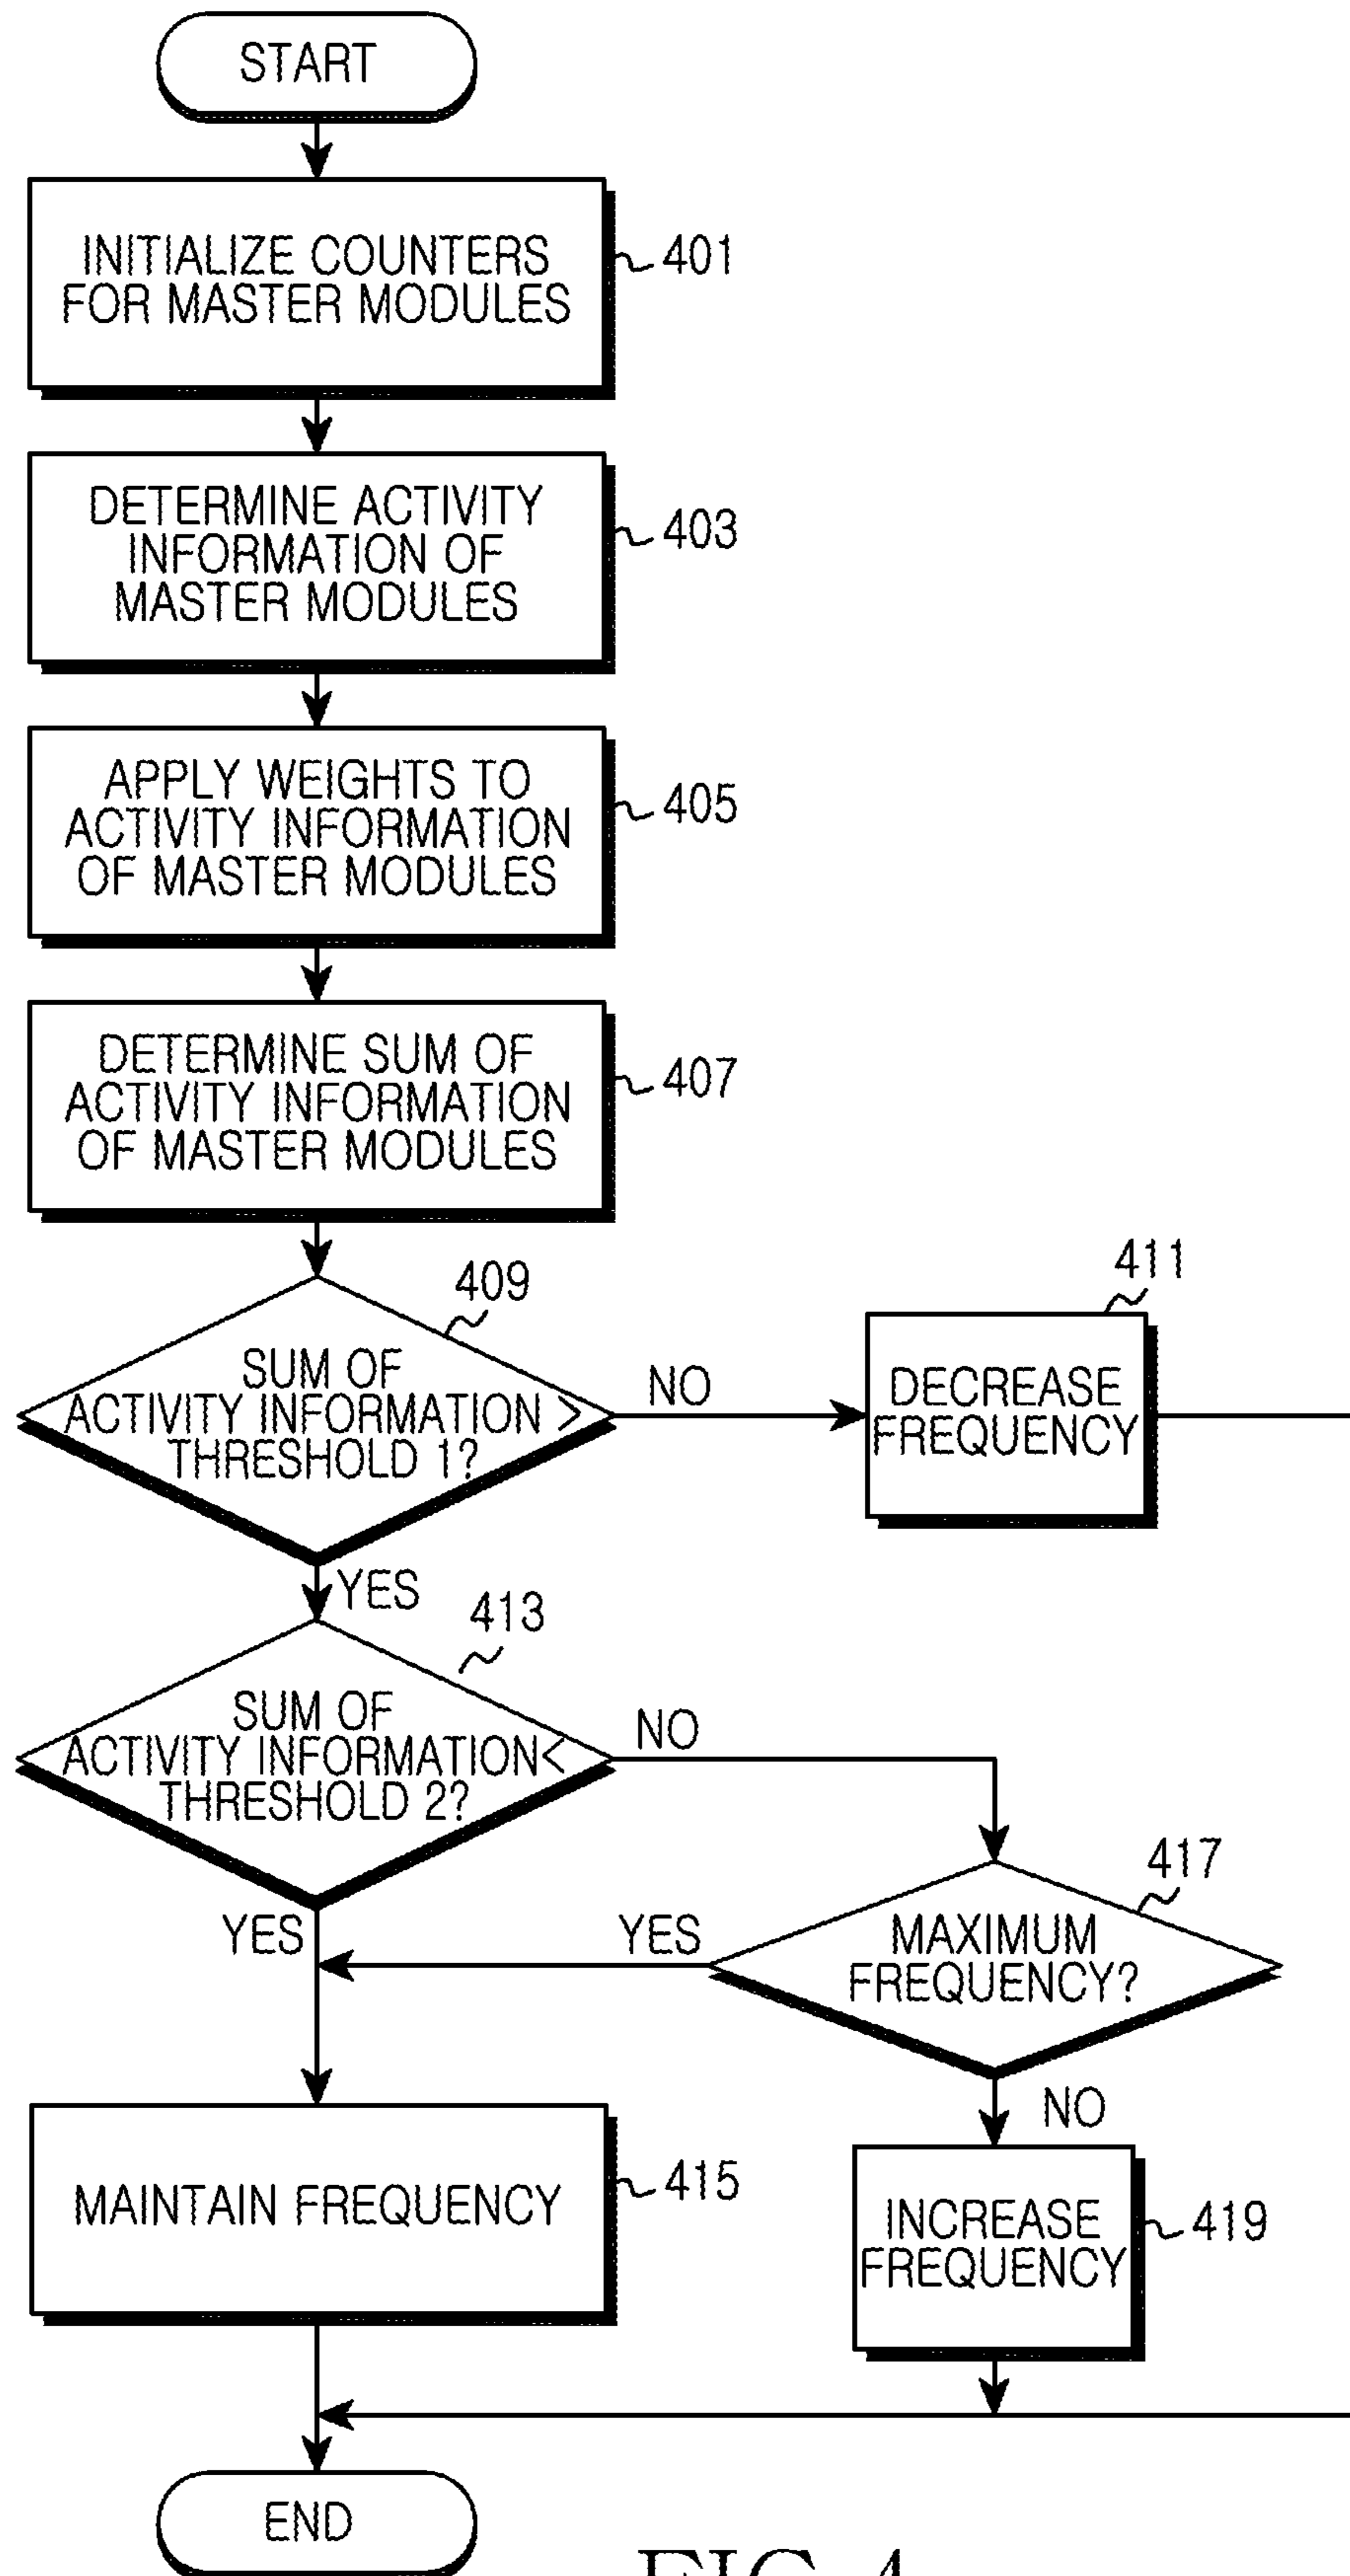 START
INITIALIZE COUNTERS
FOR MASTER MODULES
401
DETERMINE ACTIVITY
INFORMATION OF
MASTER MODULES
403
APPLY WEIGHTS TO
ACTIVITY INFORMATION
OF MASTER MODULES
405
DETERMINE SUM OF
ACTIVITY INFORMATION
OF MASTER MODULES
407
409
SUM OF
ACTIVITY INFORMATION >
THRESHOLD 1?
NO
411
DECREASE
FREQUENCY
YES
413
SUM OF
ACTIVITY INFORMATION<
THRESHOLD 2?
NO
417
MAXIMUM
FREQUENCY?
YES
YES
NO
MAINTAIN FREQUENCY
415
INCREASE
FREQUENCY
419
END
FIG. 4